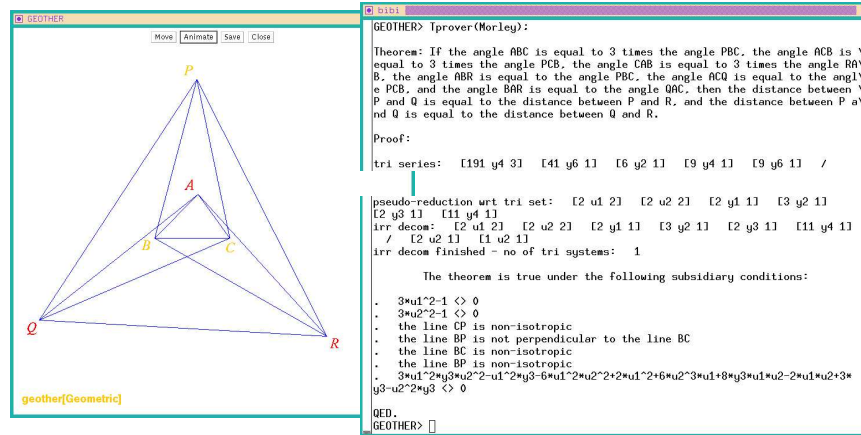 GEOTHER
Move Animate Save Close
P
A
B
C
Q
R
geother[Geometric]
bibi
GEOTHER> Tprover(Morley):
Theorem: If the angle ABC is equal to 3 times the angle PBC, the angle ACB is \
equal to 3 times the angle PCB, the angle CAB is equal to 3 times the angle RA\
B, the angle ABR is equal to the angle PBC, the angle ACQ is equal to the angl\
e PCB, and the angle BAR is equal to the angle QAC, then the distance between \
P and Q is equal to the distance between P and R, and the distance between P a\
nd Q is equal to the distance between Q and R.
Proof:
tri series: [191 y4 3] [41 y6 1] [6 y2 1] [9 y4 1] [9 y6 1] /
pseudo-reduction wrt tri set: [2 u1 2] [2 u2 2] [2 y1 1] [3 y2 1]
[2 y3 1] [11 y4 1]
irr decom: [2 u1 2] [2 u2 2] [2 y1 1] [3 y2 1] [2 y3 1] [11 y4 1]
/ [2 u2 1] [1 u2 1]
irr decom finished - no of tri systems: 1
The theorem is true under the following subsidiary conditions:
. 3*u1^2-1 <> 0
. 3*u2^2-1 <> 0
. the line CP is non-isotropic
. the line BP is not perpendicular to the line BC
. the line BC is non-isotropic
. the line BP is non-isotropic
. 3*u1^2*y3*u2^2-u1^2*y3-6*u1^2*u2^2+2*u1^2+6*u2^3*u1+8*y3*u1*u2-2*u1*u2+3*
y3-u2^2*y3 <> 0
QED.
GEOTHER>